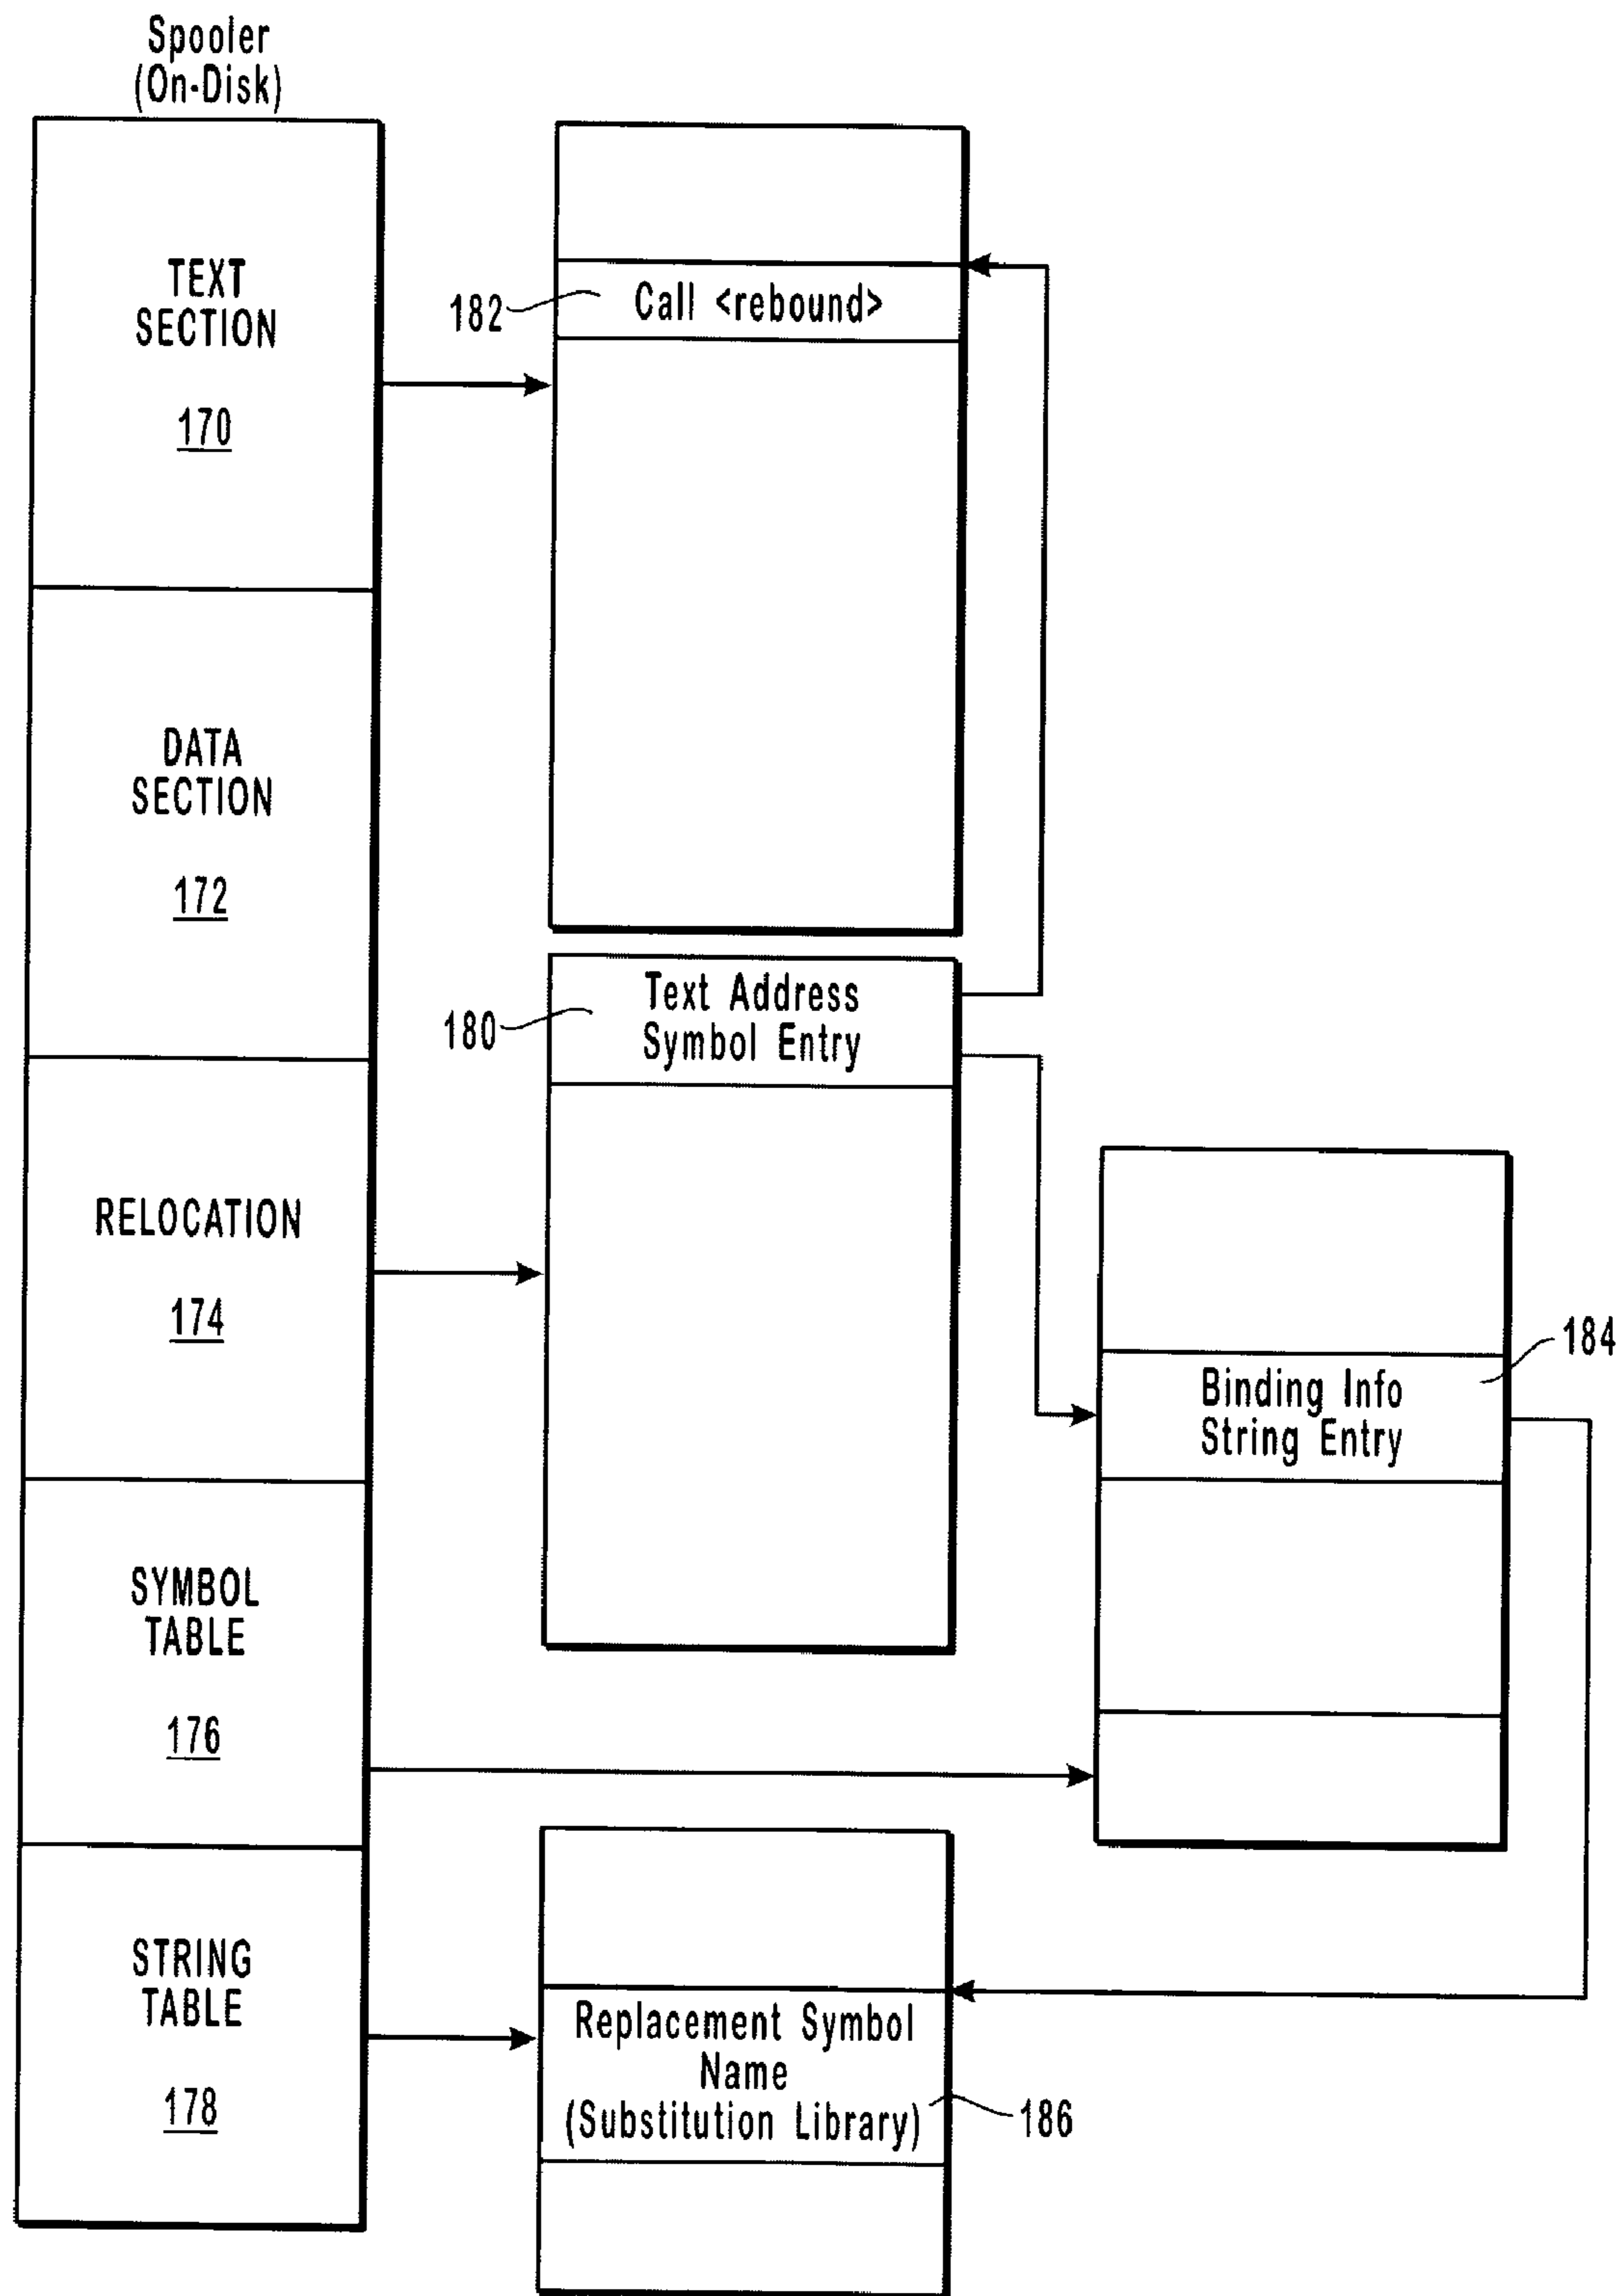 Spooler
(On-Disk)
TEXT
SECTION
170
182
Call <rebound>
DATA
SECTION
172
180
Text Address
Symbol Entry
RELOCATION
174
184
Binding Info
String Entry
SYMBOL
TABLE
176
STRING
TABLE
178
Replacement Symbol
Name
(Substitution Library)
186